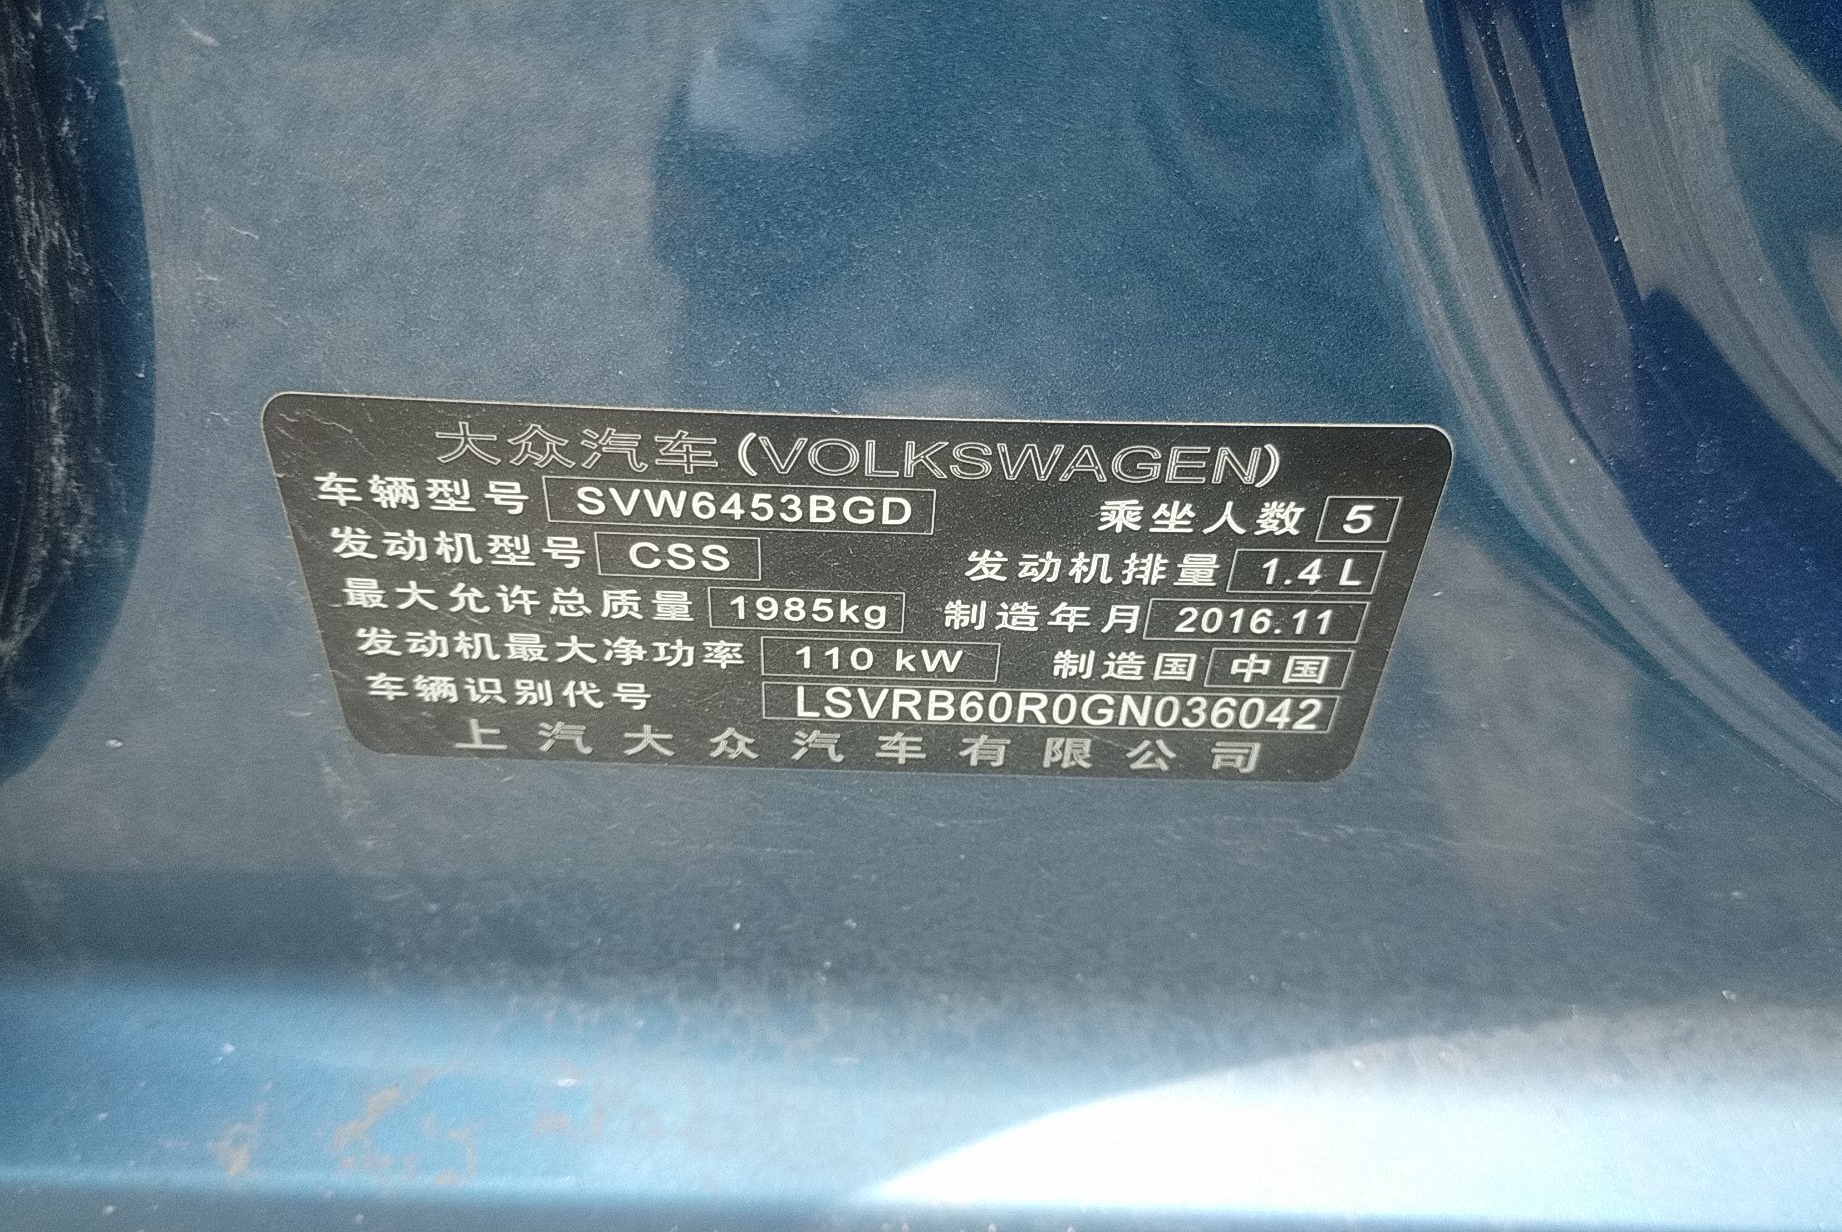 大众汽车(VOLKSWAGEN)
车辆型号 SVW6453BGD 乘坐人数 5
发动机型号 CSS 发动机排量 1.4 L
最大允许总质量 1985kg 制造年月 2016.11
发动机最大净功率 110 kW 制造国 中国
车辆识别代号 LSVRB60R0GN036042
上汽大众汽车有限公司